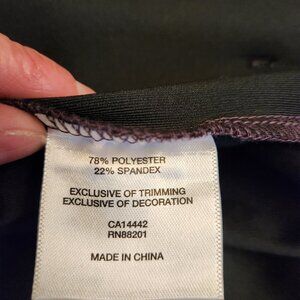 78% POLYESTER
22% SPANDEX
EXCLUSIVE OF TRIMMING
EXCLUSIVE OF DECORATION
CA14442
RN88201
MADE IN CHINA